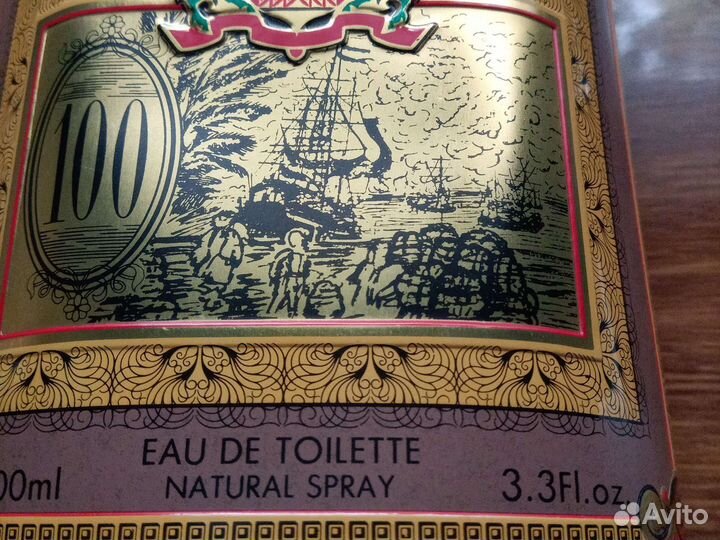 100
EAU DE TOILETTE
00ml NATURAL SPRAY 3.3Fl.oz.
Avito